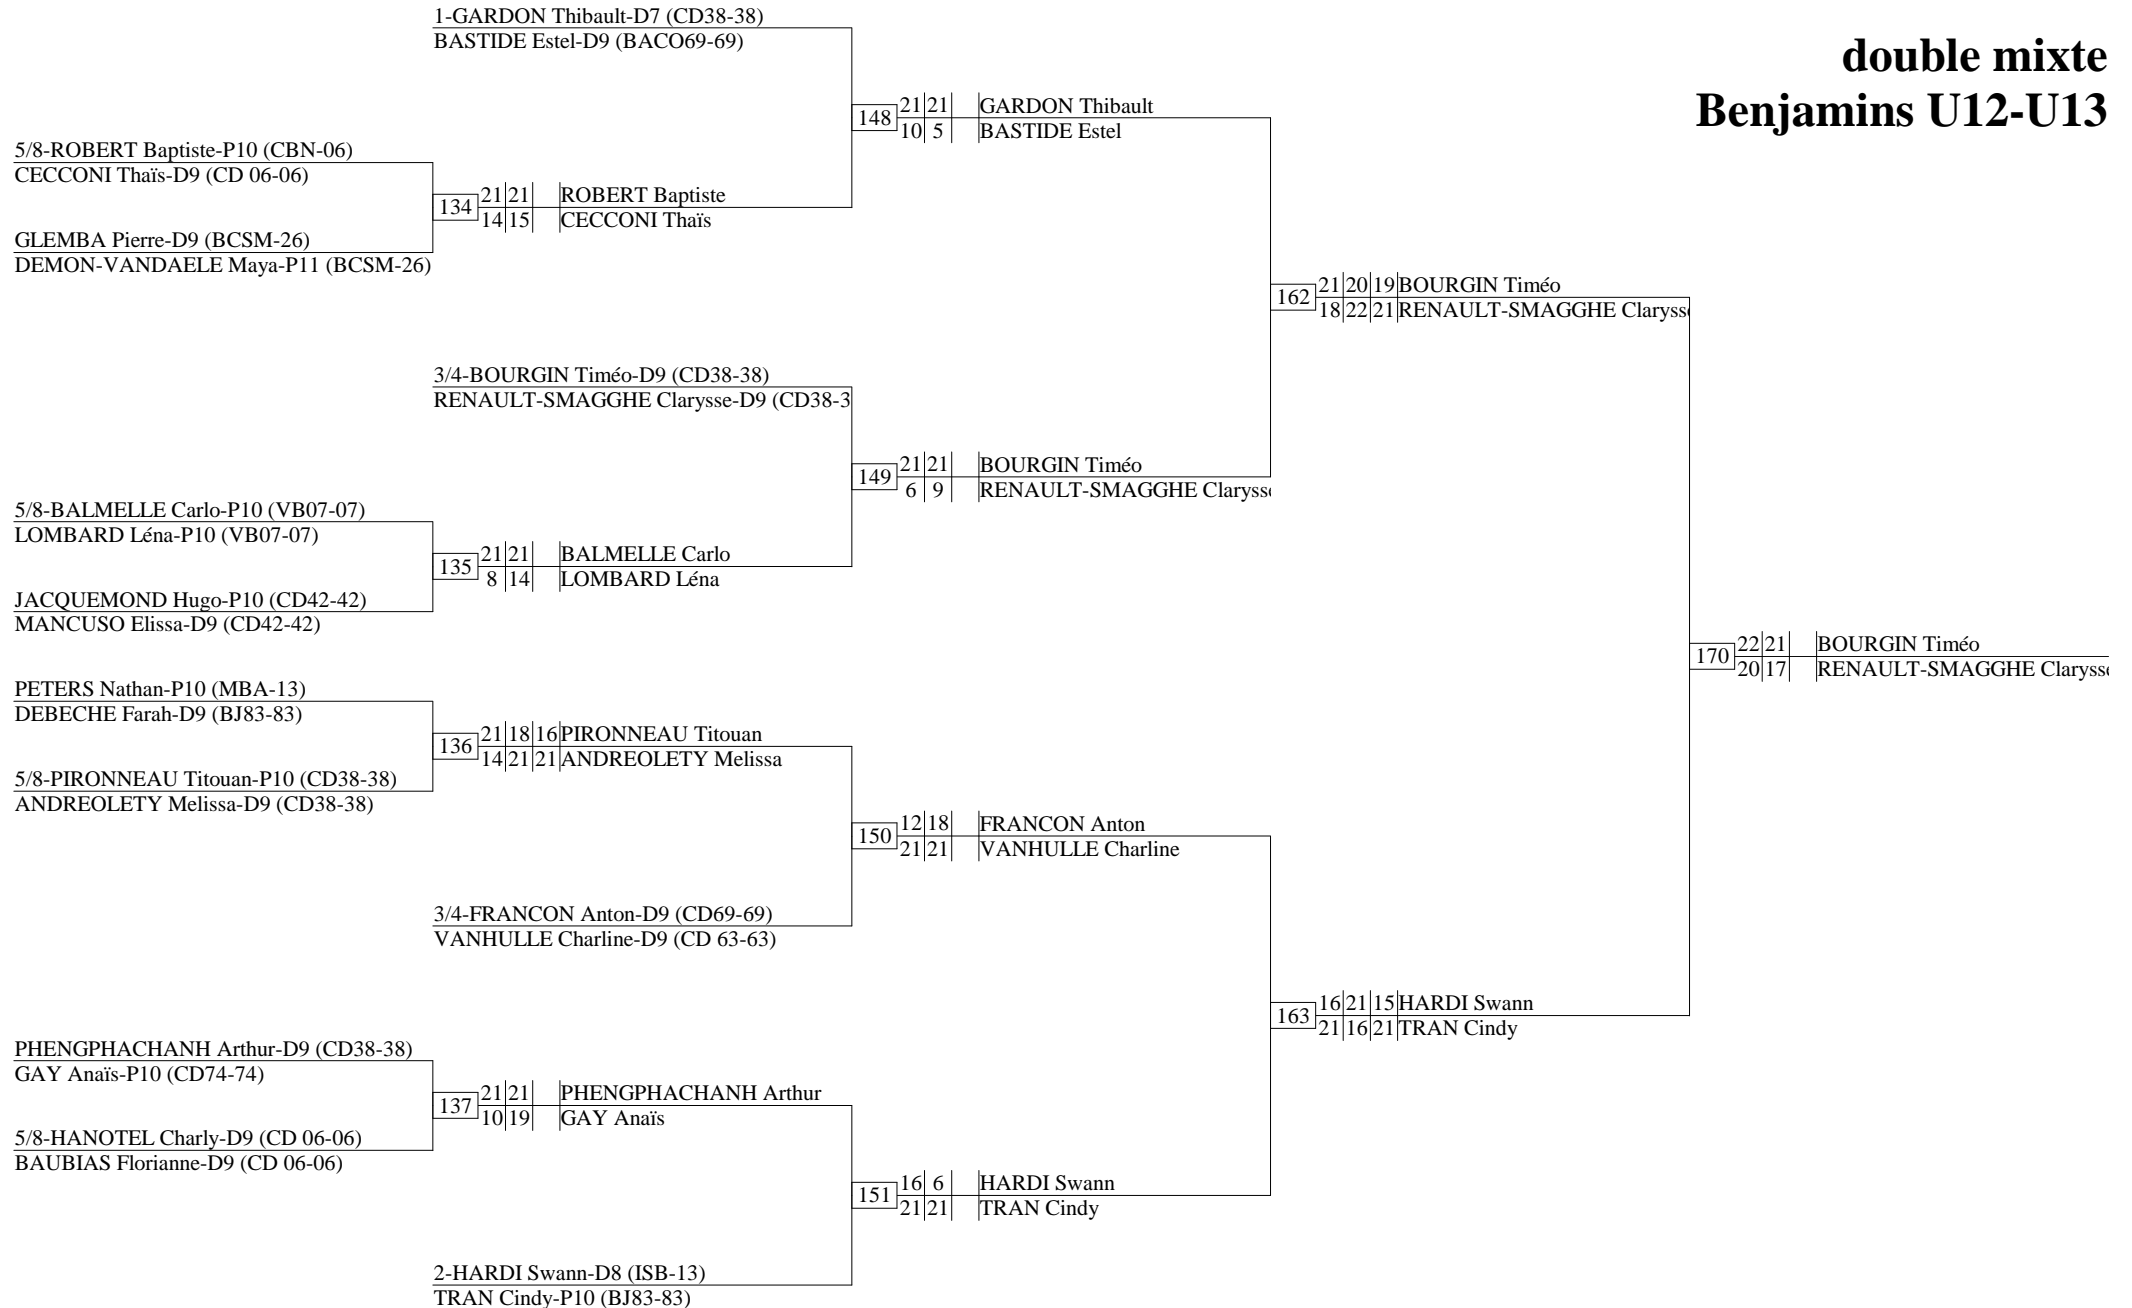 double mixte
Benjamins U12-U13
1-GARDON Thibault-D7 (CD38-38)
BASTIDE Estel-D9 (BACO69-69)
148 21 21 GARDON Thibault
10 5 BASTIDE Estel
5/8-ROBERT Baptiste-P10 (CBN-06)
CECCONI Thaïs-D9 (CD 06-06)
134 21 21 ROBERT Baptiste
14 15 CECCONI Thaïs
GLEMBA Pierre-D9 (BCSM-26)
DEMON-VANDAELE Maya-P11 (BCSM-26)
162 21 20 19 BOURGIN Timéo
18 22 21 RENAULT-SMAGGHE Clarysse
3/4-BOURGIN Timéo-D9 (CD38-38)
RENAULT-SMAGGHE Clarysse-D9 (CD38-3
149 21 21 BOURGIN Timéo
6 9 RENAULT-SMAGGHE Clarysse
5/8-BALMELLE Carlo-P10 (VB07-07)
LOMBARD Léna-P10 (VB07-07)
135 21 21 BALMELLE Carlo
8 14 LOMBARD Léna
JACQUEMOND Hugo-P10 (CD42-42)
MANCUSO Elissa-D9 (CD42-42)
170 22 21 BOURGIN Timéo
20 17 RENAULT-SMAGGHE Clarysse
PETERS Nathan-P10 (MBA-13)
DEBECHE Farah-D9 (BJ83-83)
136 21 18 16 PIRONNEAU Titouan
14 21 21 ANDREOLETY Melissa
5/8-PIRONNEAU Titouan-P10 (CD38-38)
ANDREOLETY Melissa-D9 (CD38-38)
150 12 18 FRANCON Anton
21 21 VANHULLE Charline
3/4-FRANCON Anton-D9 (CD69-69)
VANHULLE Charline-D9 (CD 63-63)
163 16 21 15 HARDI Swann
21 16 21 TRAN Cindy
PHENGPHACHANH Arthur-D9 (CD38-38)
GAY Anaïs-P10 (CD74-74)
137 21 21 PHENGPHACHANH Arthur
10 19 GAY Anaïs
5/8-HANOTEL Charly-D9 (CD 06-06)
BAUBIAS Florianne-D9 (CD 06-06)
151 16 6 HARDI Swann
21 21 TRAN Cindy
2-HARDI Swann-D8 (ISB-13)
TRAN Cindy-P10 (BJ83-83)